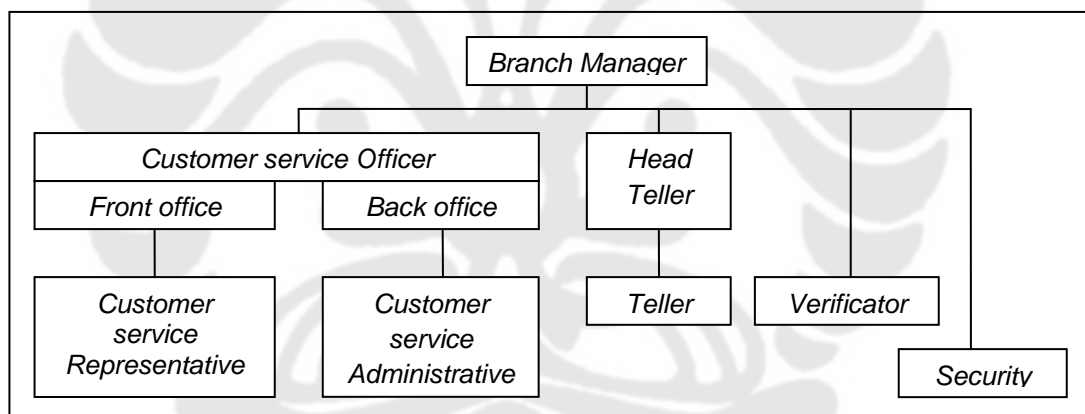 Branch Manager
Customer service Officer
Front office
Back office
Head
Teller
Customer
service
Representative
Customer
service
Administrative
Teller
Verificator
Security